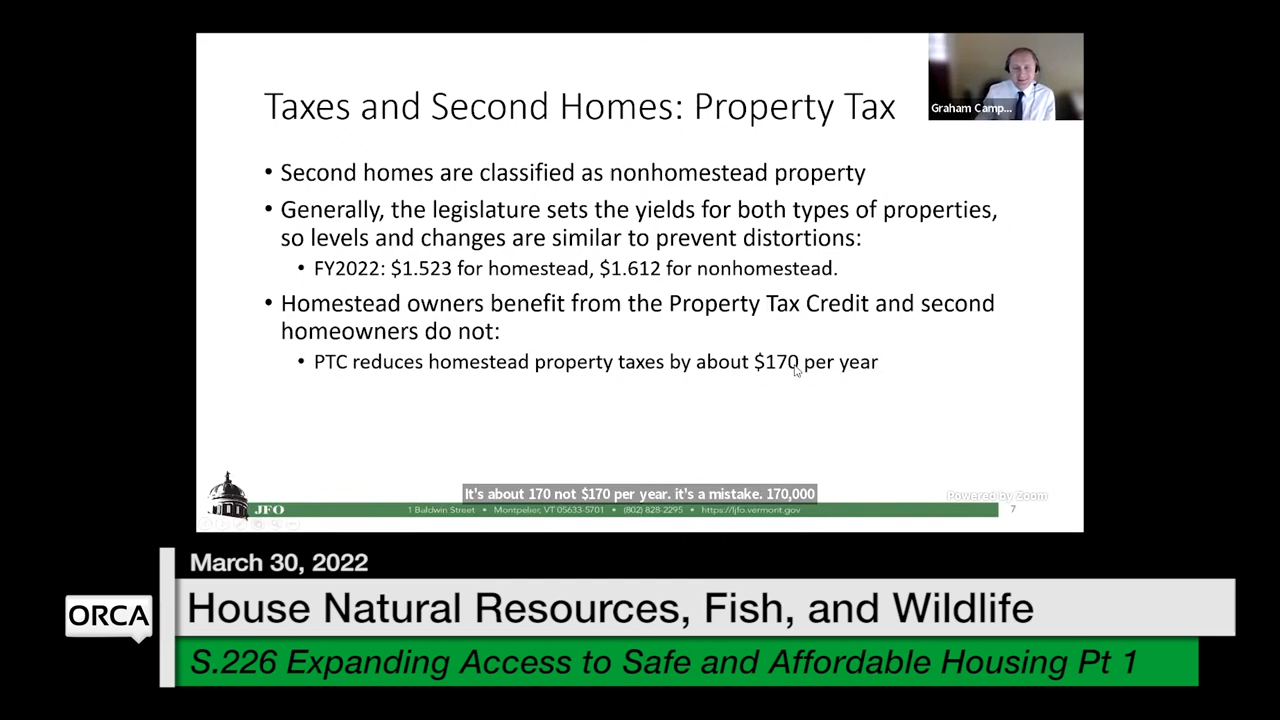 Graham Camp...
Taxes and Second Homes: Property Tax
• Second homes are classified as nonhomestead property
• Generally, the legislature sets the yields for both types of properties,
so levels and changes are similar to prevent distortions:
• FY2022: $1.523 for homestead, $1.612 for nonhomestead.
• Homestead owners benefit from the Property Tax Credit and second
homeowners do not:
• PTC reduces homestead property taxes by about $170 per year
It's about 170 not $170 per year. it's a mistake. 170,000
Powered by Zoom
JFO
1 Baldwin Street • Montpelier, VT 05633-5701 • (802) 828-2295 • https://ljfo.vermont.gov
7
March 30, 2022
ORCA
House Natural Resources, Fish, and Wildlife
S.226 Expanding Access to Safe and Affordable Housing Pt 1